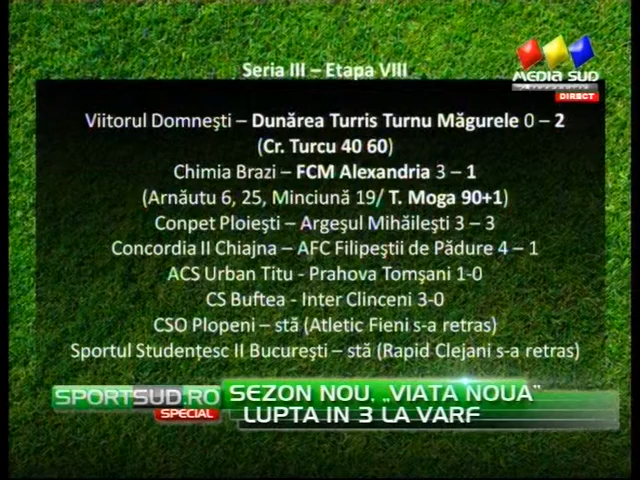 Seria III – Etapa VIII
MEDIA SUD
DIRECT
Viitorul Domneşti – Dunărea Turris Turnu Măgurele 0 – 2
(Cr. Turcu 40 60)
Chimia Brazi – FCM Alexandria 3 – 1
(Arnăutu 6, 25, Minciună 19/ T. Moga 90+1)
Conpet Ploieşti – Argeşul Mihăileşti 3 – 3
Concordia II Chiajna – AFC Filipeştii de Pădure 4 – 1
ACS Urban Titu - Prahova Tomşani 1-0
CS Buftea - Inter Clinceni 3-0
CSO Plopeni – stă (Atletic Fieni s-a retras)
Sportul Studenţesc II Bucureşti – stă (Rapid Clejani s-a retras)
SPORTSUD.RO
SPECIAL
SEZON NOU, „VIATA NOUA”
LUPTA IN 3 LA VARF